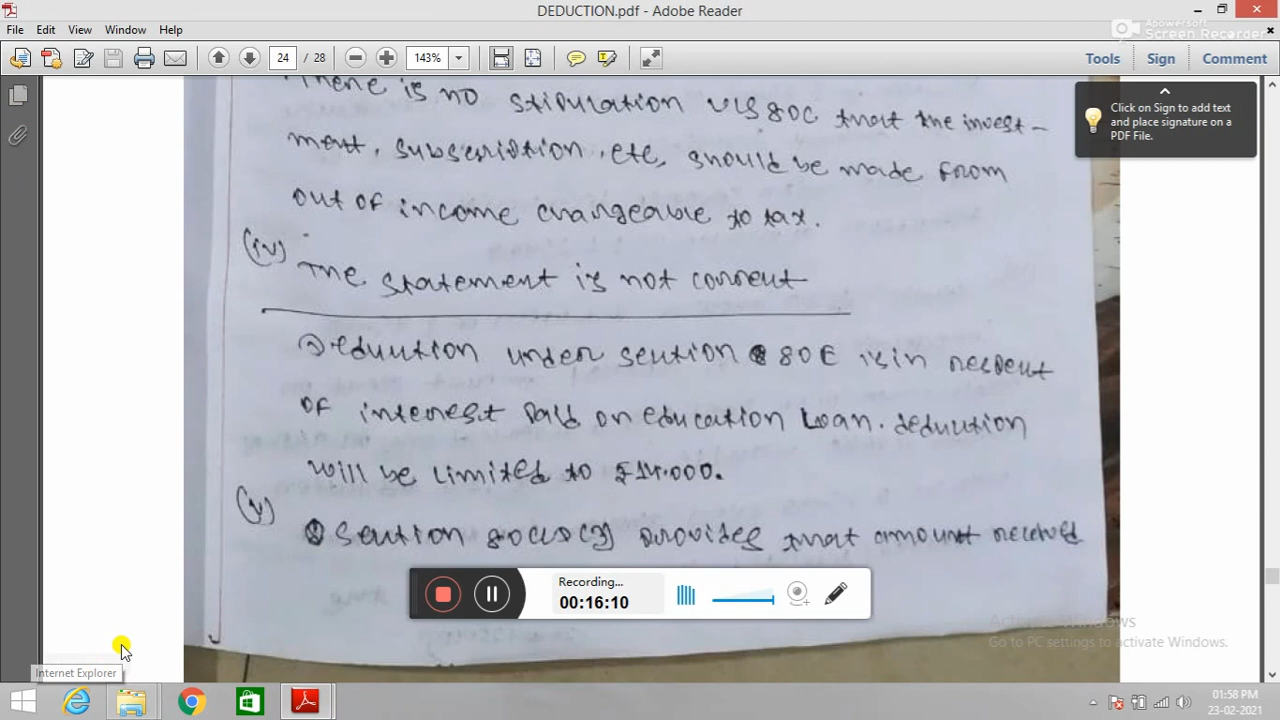 DEDUCTION.pdf - Adobe Reader
File Edit View Window Help
Apowersoft
Screen Recorder
24 / 28 143% Tools Sign Comment
Click on Sign to add text
and place signature on a
PDF File.
There is no stipulation u/s 80C that the invest-
ment, subscription, etc, should be made from
out of income chargeable to tax.
(iv)
The statement is not correct
Deduction under section 80E is in respect
of interest paid on education Loan. deduction
will be limited to ₹14.000.
(v)
Section provides that amount received
Recording...
00:16:10
Activate Windows
Go to PC settings to activate Windows.
Internet Explorer
01:58 PM
23-02-2021